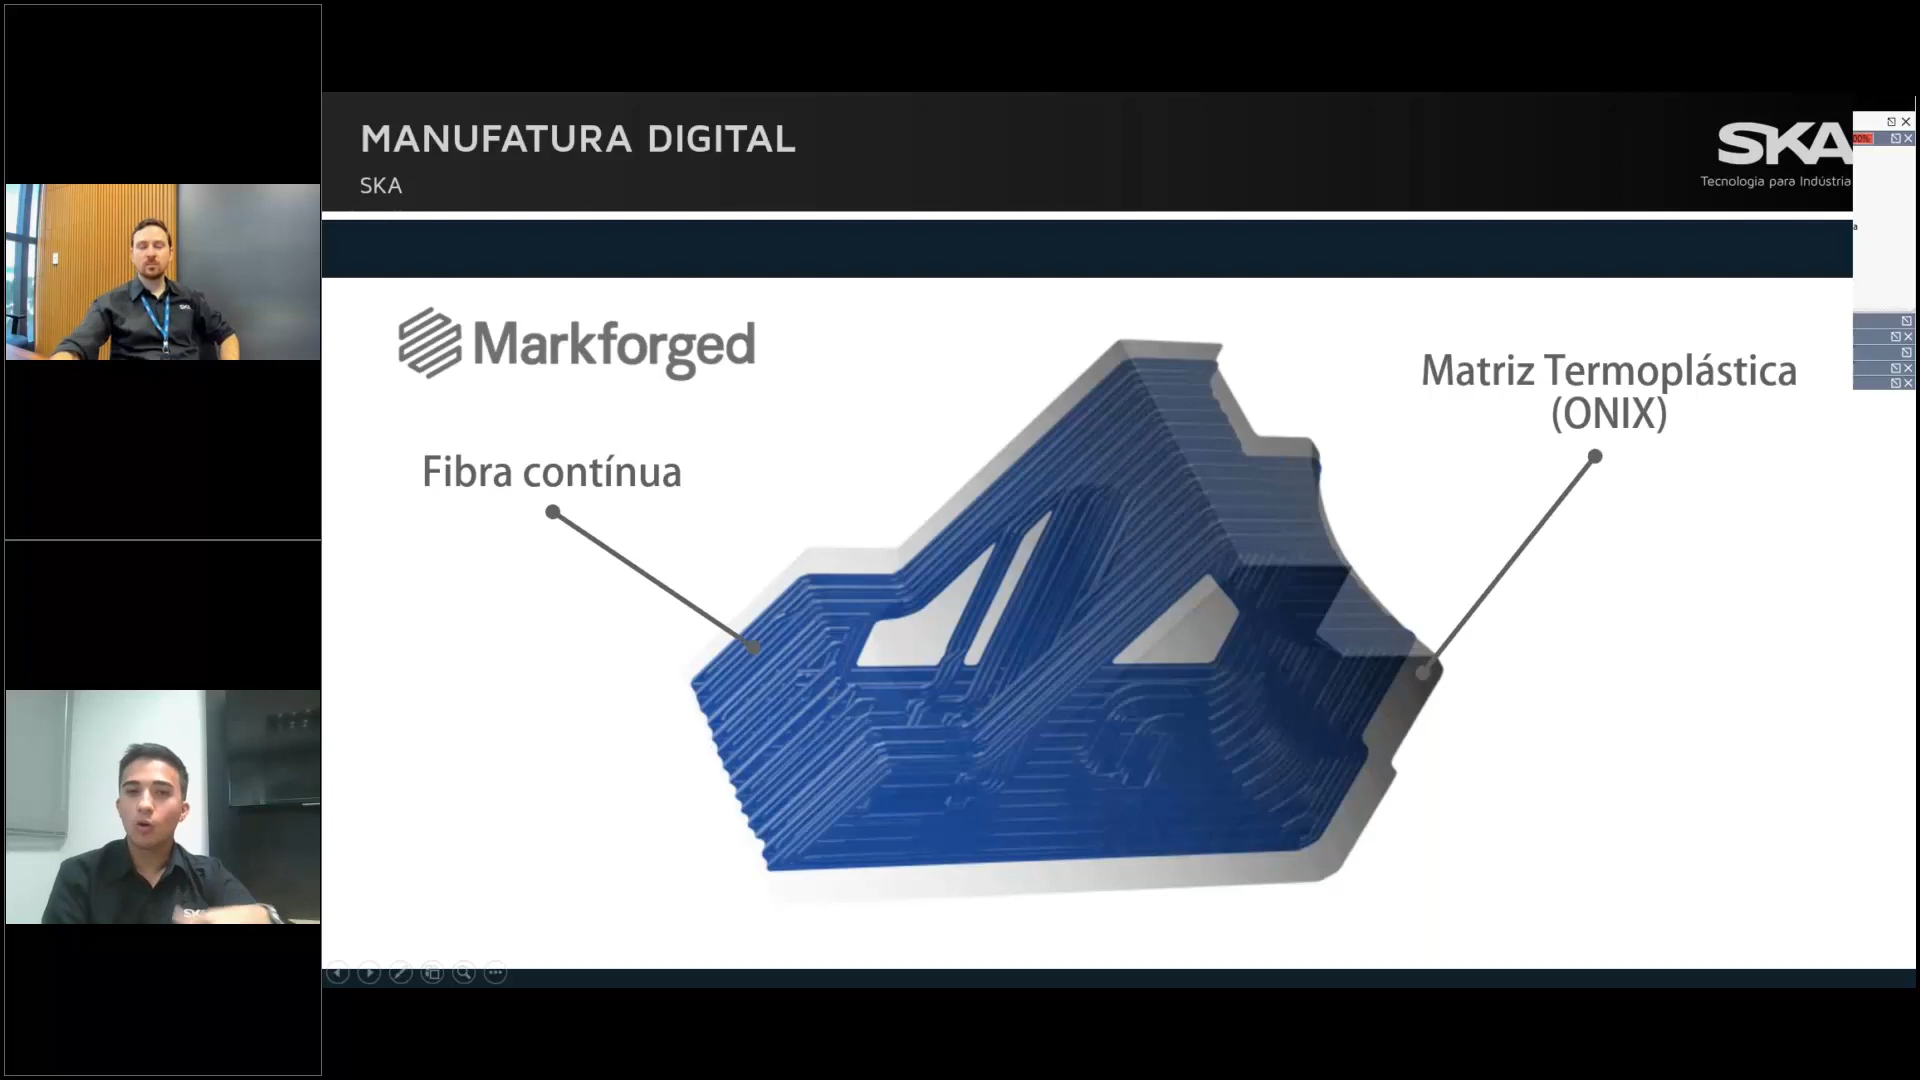 MANUFATURA DIGITAL
SKA
SKA
Tecnologia para Indústria
Markforged
Matriz Termoplástica
(ONIX)
Fibra contínua